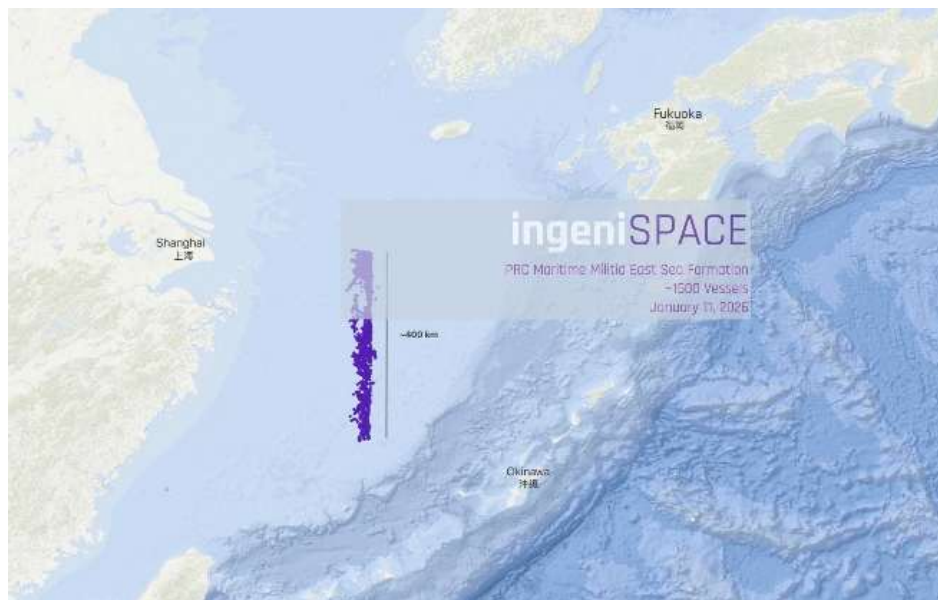 Fukuoka
福岡
ingeniSPACE
Shanghai
上海
PRC Maritime Militia East Sea Formation
~1500 Vessels
January 11, 2026
~400 km
Okinawa
沖縄